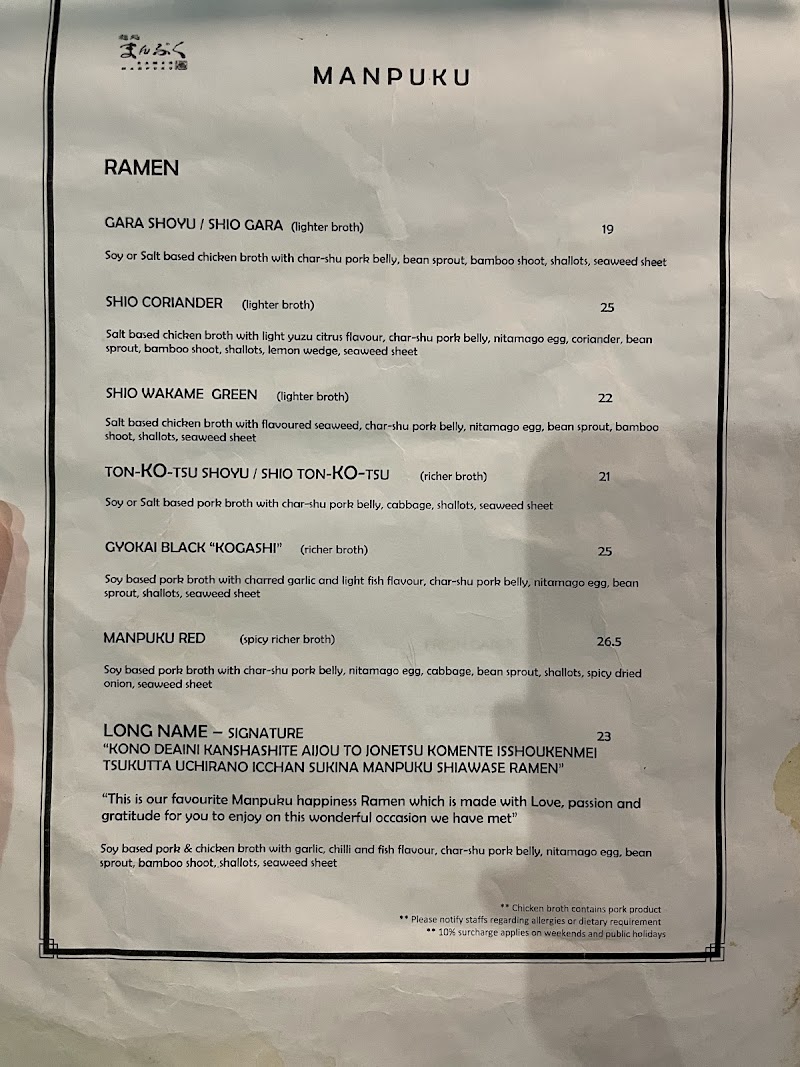 まんぷく
MANPUKU
RAMEN
GARA SHOYU / SHIO GARA (lighter broth) 19
Soy or Salt based chicken broth with char-shu pork belly, bean sprout, bamboo shoot, shallots, seaweed sheet
SHIO CORIANDER (lighter broth) 25
Salt based chicken broth with light yuzu citrus flavour, char-shu pork belly, nitamago egg, coriander, bean
sprout, bamboo shoot, shallots, lemon wedge, seaweed sheet
SHIO WAKAME GREEN (lighter broth) 22
Salt based chicken broth with flavoured seaweed, char-shu pork belly, nitamago egg, bean sprout, bamboo
shoot, shallots, seaweed sheet
TON-KO-TSU SHOYU / SHIO TON-KO-TSU (richer broth) 21
Soy or Salt based pork broth with char-shu pork belly, cabbage, shallots, seaweed sheet
GYOKAI BLACK “KOGASHI” (richer broth) 25
Soy based pork broth with charred garlic and light fish flavour, char-shu pork belly, nitamago egg, bean
sprout, shallots, seaweed sheet
MANPUKU RED (spicy richer broth) 26.5
Soy based pork broth with char-shu pork belly, nitamago egg, cabbage, bean sprout, shallots, spicy dried
onion, seaweed sheet
LONG NAME – SIGNATURE 23
“KONO DEAINI KANSHASHITE AIJOU TO JONETSU KOMENTE ISSHOUKENMEI
TSUKUTTA UCHIRANO ICCHAN SUKINA MANPUKU SHIAWASE RAMEN”
“This is our favourite Manpuku happiness Ramen which is made with Love, passion and
gratitude for you to enjoy on this wonderful occasion we have met”
Soy based pork & chicken broth with garlic, chilli and fish flavour, char-shu pork belly, nitamago egg, bean
sprout, bamboo shoot, shallots, seaweed sheet
** Chicken broth contains pork product
** Please notify staffs regarding allergies or dietary requirement
** 10% surcharge applies on weekends and public holidays